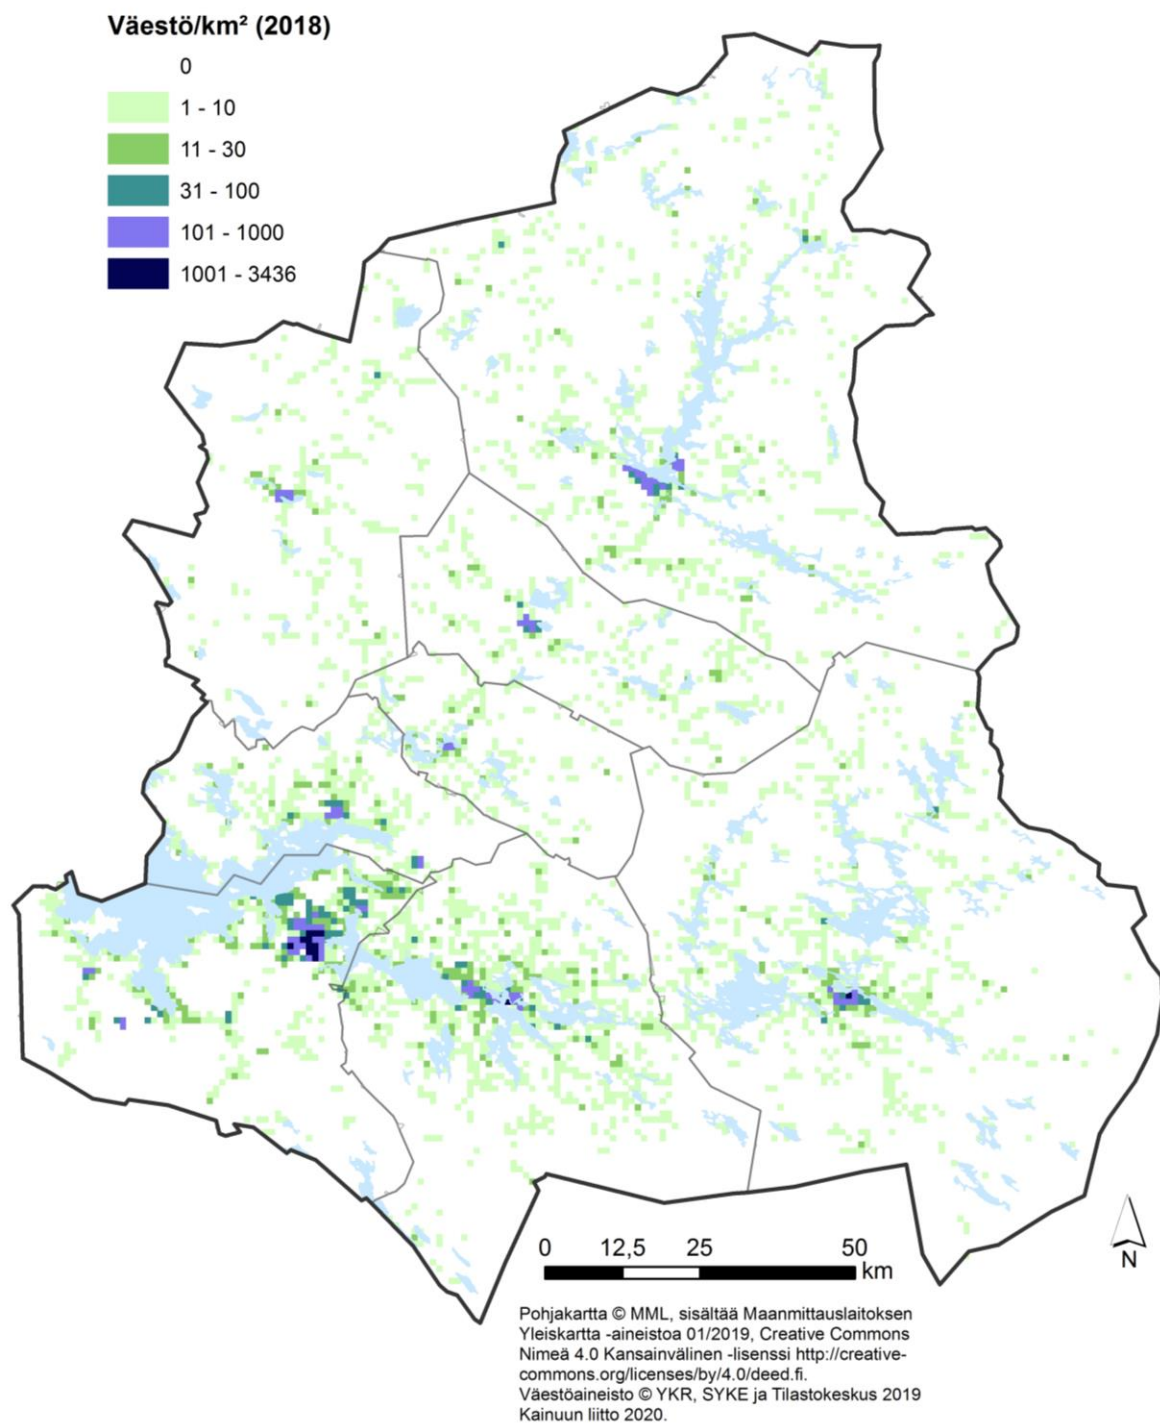 Väestö/km² (2018)
0
1 - 10
11 - 30
31 - 100
101 - 1000
1001 - 3436
0 12,5 25 50
km
N
Pohjakartta © MML, sisältää Maanmittauslaitoksen
Yleiskartta -aineistoa 01/2019, Creative Commons
Nimeä 4.0 Kansainvälinen -lisenssi http://creative-
commons.org/licenses/by/4.0/deed.fi.
Väestöaineisto © YKR, SYKE ja Tilastokeskus 2019
Kainuun liitto 2020.